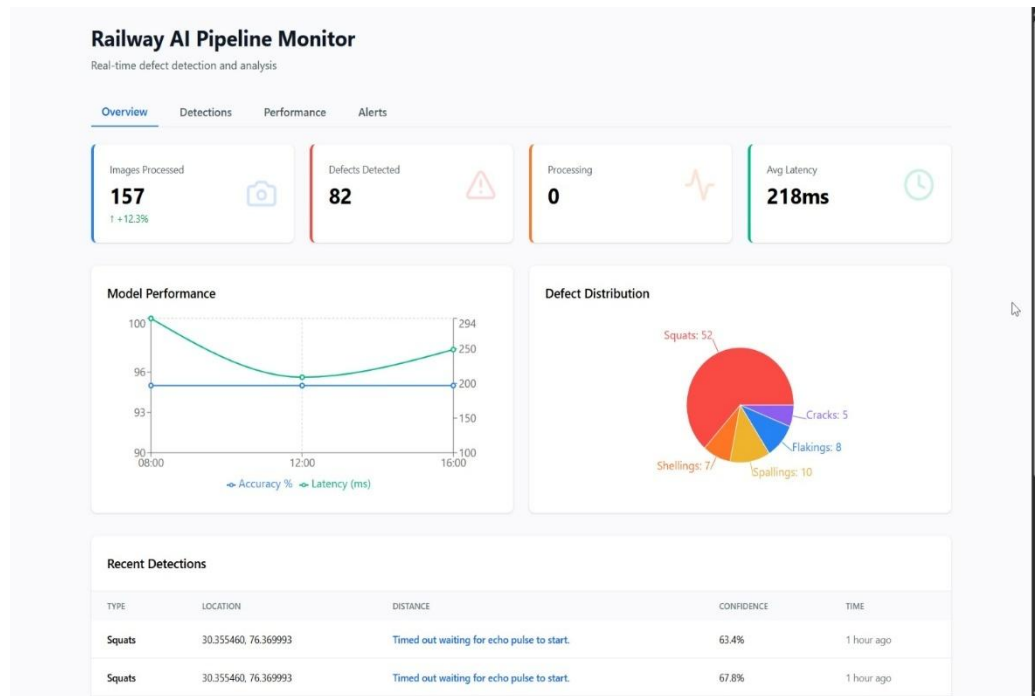 Railway AI Pipeline Monitor
Real-time defect detection and analysis
Overview Detections Performance Alerts
Images Processed
157
↑ +12.3%
Defects Detected
82
Processing
0
Avg Latency
218ms
Model Performance
100
96
93
90
294
250
200
150
100
08:00 12:00 16:00
Accuracy % Latency (ms)
Defect Distribution
Squats: 52
Cracks: 5
Flakings: 8
Spallings: 10
Shellings: 7
Recent Detections
TYPE LOCATION DISTANCE CONFIDENCE TIME
Squats 30.355460, 76.369993 Timed out waiting for echo pulse to start. 63.4% 1 hour ago
Squats 30.355460, 76.369993 Timed out waiting for echo pulse to start. 67.8% 1 hour ago